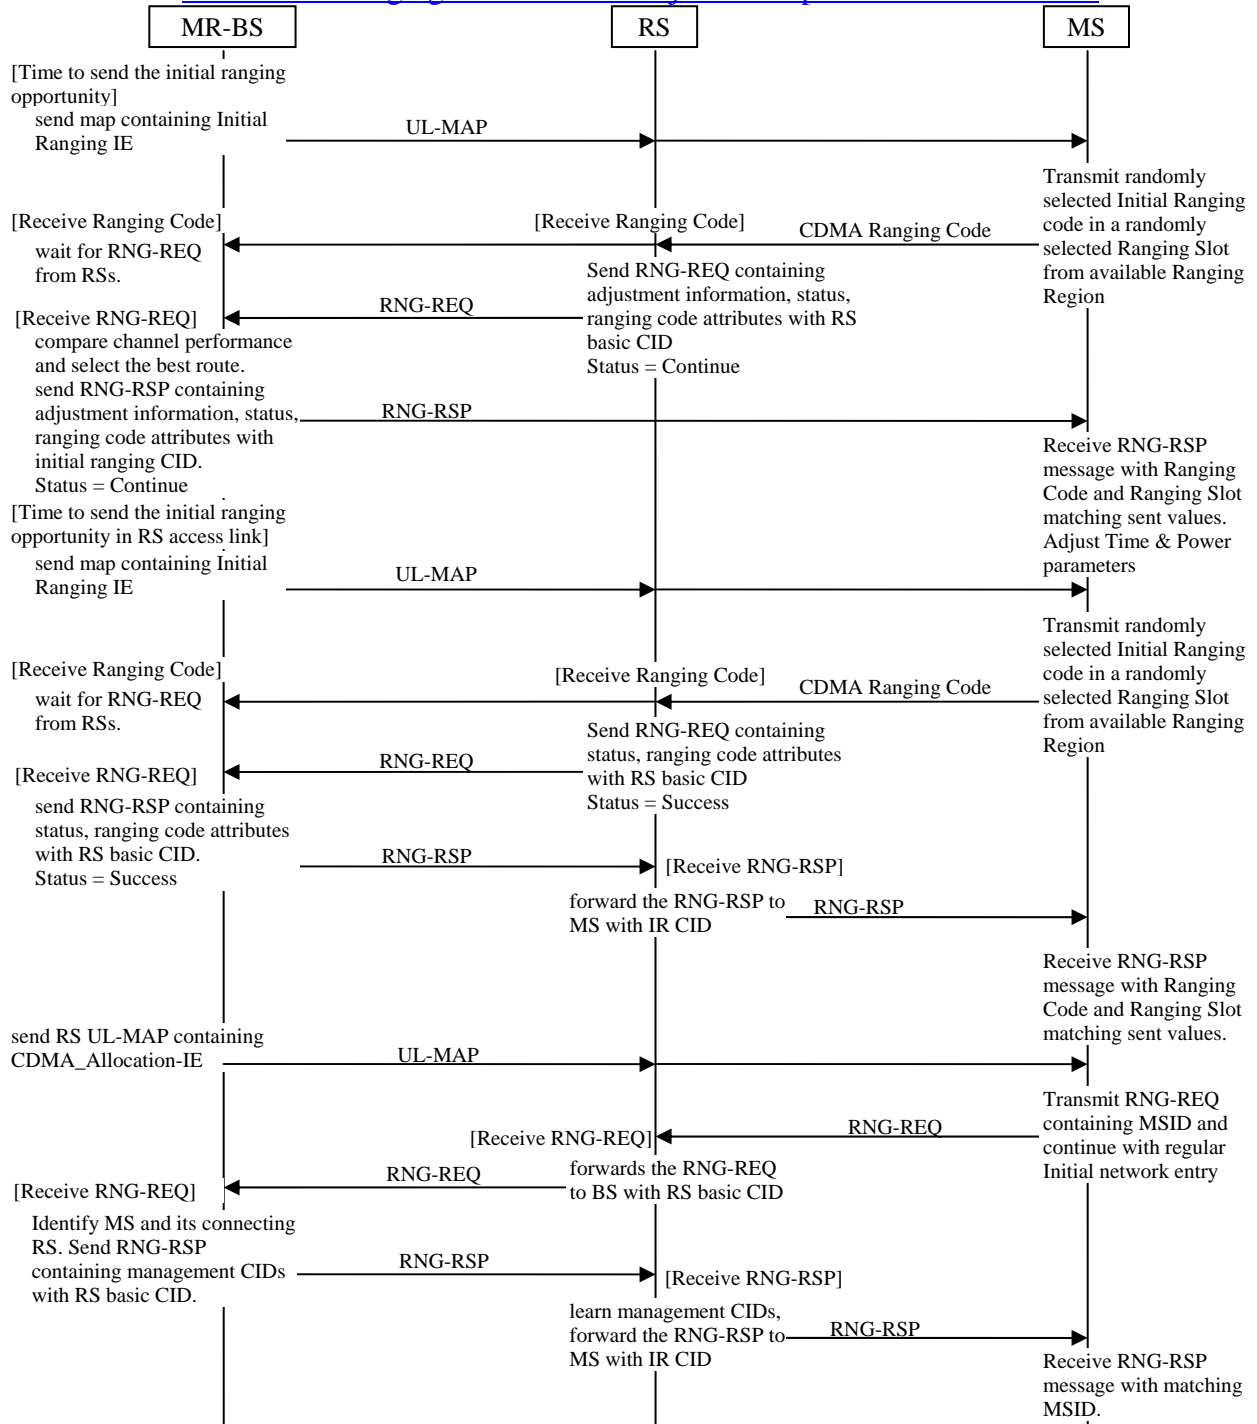 MR-BS
RS
MS
[Time to send the initial ranging
opportunity]
send map containing Initial
Ranging IE
UL-MAP
Transmit randomly
selected Initial Ranging
code in a randomly
selected Ranging Slot
from available Ranging
Region
[Receive Ranging Code]
wait for RNG-REQ
from RSs.
[Receive Ranging Code]
CDMA Ranging Code
Send RNG-REQ containing
adjustment information, status,
ranging code attributes with RS
basic CID
Status = Continue
RNG-REQ
[Receive RNG-REQ]
compare channel performance
and select the best route.
send RNG-RSP containing
adjustment information, status,
ranging code attributes with
initial ranging CID.
Status = Continue
RNG-RSP
Receive RNG-RSP
message with Ranging
Code and Ranging Slot
matching sent values.
Adjust Time & Power
parameters
[Time to send the initial ranging
opportunity in RS access link]
send map containing Initial
Ranging IE
UL-MAP
Transmit randomly
selected Initial Ranging
code in a randomly
selected Ranging Slot
from available Ranging
Region
[Receive Ranging Code]
wait for RNG-REQ
from RSs.
[Receive Ranging Code]
CDMA Ranging Code
Send RNG-REQ containing
status, ranging code attributes
with RS basic CID
Status = Success
RNG-REQ
[Receive RNG-REQ]
send RNG-RSP containing
status, ranging code attributes
with RS basic CID.
Status = Success
RNG-RSP
[Receive RNG-RSP]
forward the RNG-RSP to
MS with IR CID
RNG-RSP
Receive RNG-RSP
message with Ranging
Code and Ranging Slot
matching sent values.
send RS UL-MAP containing
CDMA_Allocation-IE
UL-MAP
Transmit RNG-REQ
containing MSID and
continue with regular
Initial network entry
RNG-REQ
[Receive RNG-REQ]
forwards the RNG-REQ
to BS with RS basic CID
RNG-REQ
[Receive RNG-REQ]
Identify MS and its connecting
RS. Send RNG-RSP
containing management CIDs
with RS basic CID.
RNG-RSP
[Receive RNG-RSP]
learn management CIDs,
forward the RNG-RSP to
MS with IR CID
RNG-RSP
Receive RNG-RSP
message with matching
MSID.